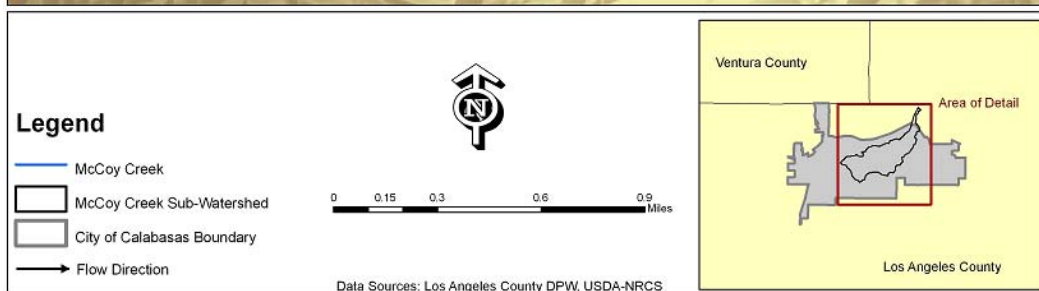 Legend
McCoy Creek
McCoy Creek Sub-Watershed
City of Calabasas Boundary
Flow Direction
N
0 0.15 0.3 0.6 0.9
Miles
Data Sources: Los Angeles County DPW, USDA-NRCS
Ventura County
Area of Detail
Los Angeles County